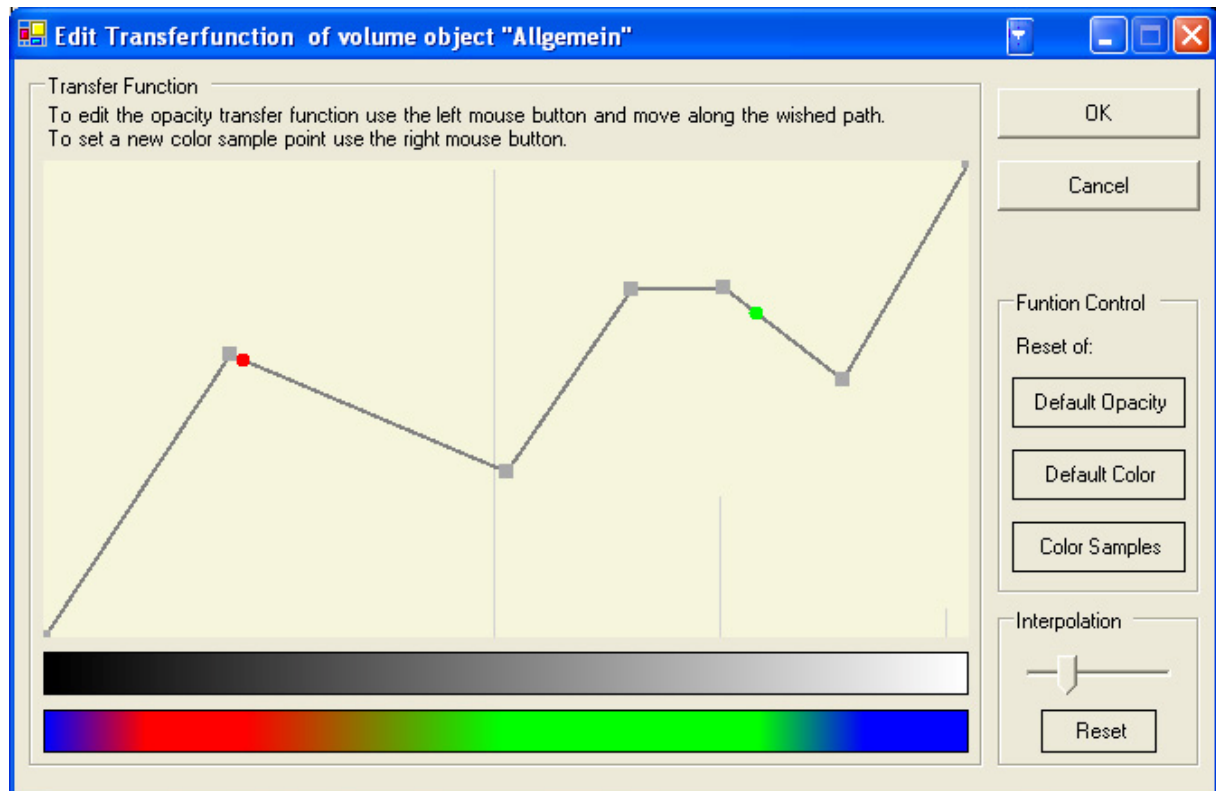 Edit Transferfunction of volume object "Allgemein"
Transfer Function
To edit the opacity transfer function use the left mouse button and move along the wished path.
To set a new color sample point use the right mouse button.
OK
Cancel
Funtion Control
Reset of:
Default Opacity
Default Color
Color Samples
Interpolation
Reset